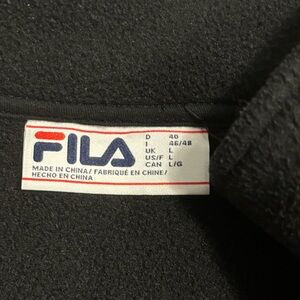 FILA
D 40
I 46/48
UK L
US/F L
CAN L/G
MADE IN CHINA/ FABRIQUÉ EN CHINE/
HECHO EN CHINA